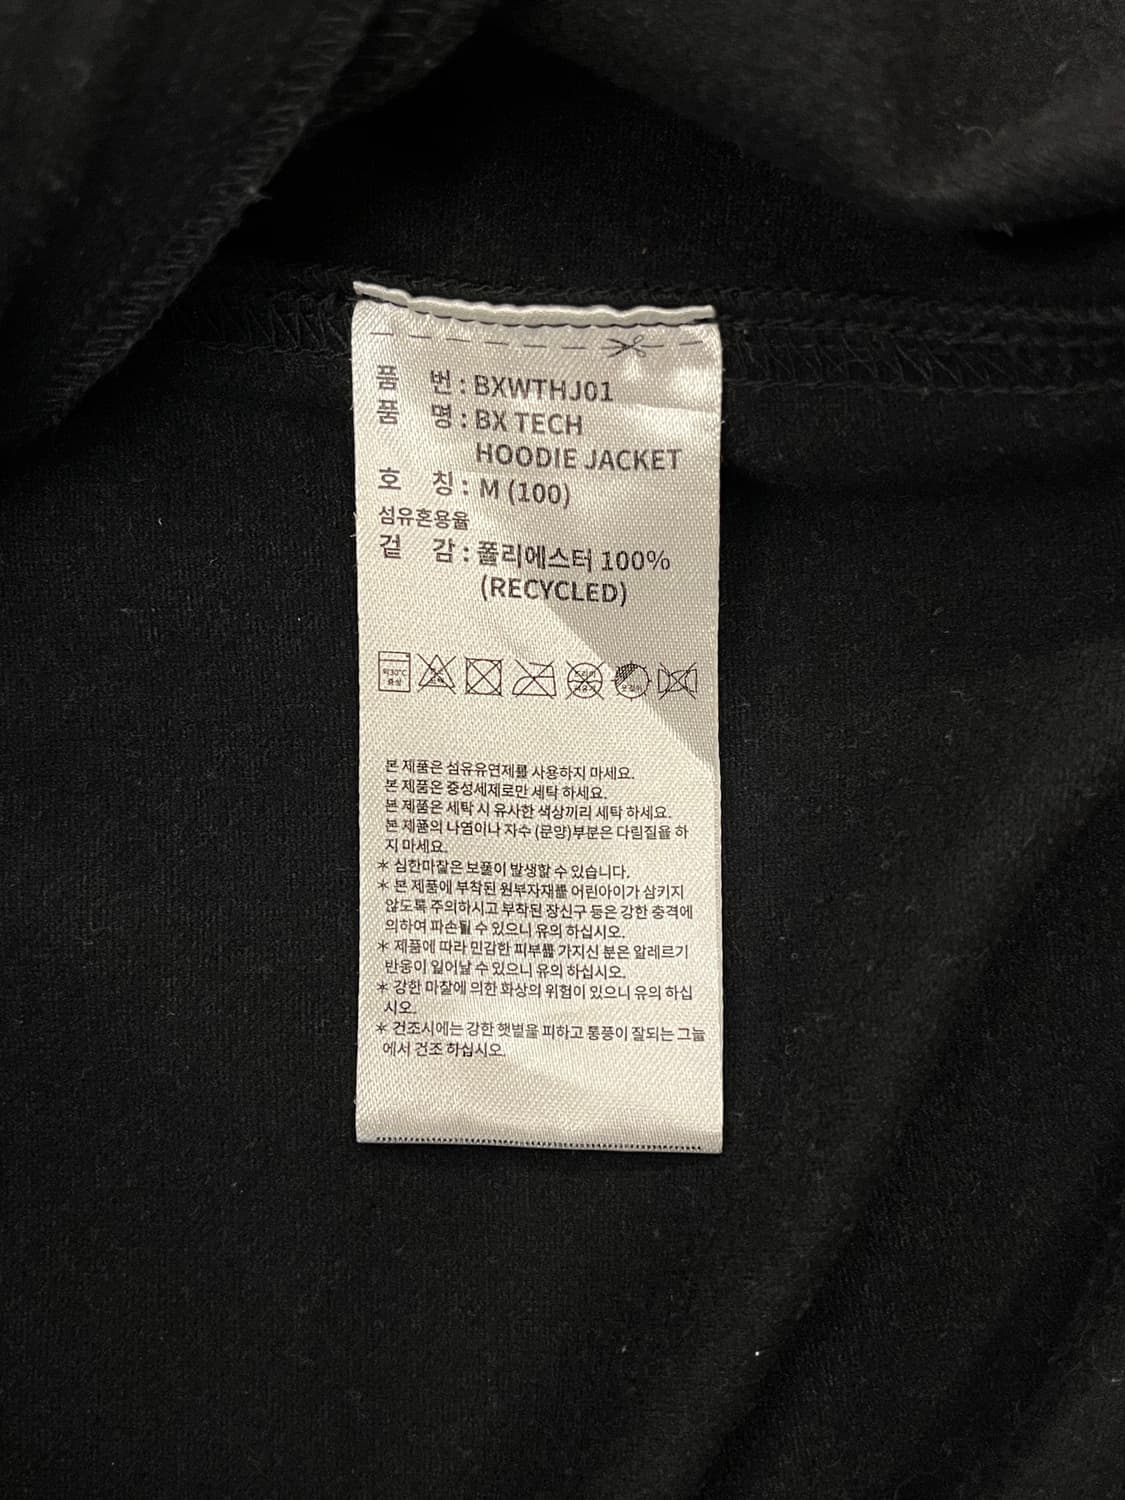 품 번 : BXWTHJ01
품 명 : BX TECH
HOODIE JACKET
호 칭 : M (100)
섬유혼용율
겉 감 : 폴리에스터 100%
(RECYCLED)
약30℃
중성
본 제품은 섬유유연제를 사용하지 마세요.
본 제품은 중성세제로만 세탁 하세요.
본 제품은 세탁 시 유사한 색상끼리 세탁 하세요.
본 제품의 나염이나 자수 (문양)부분은 다림질을 하
지 마세요.
* 심한마찰은 보풀이 발생할 수 있습니다.
* 본 제품에 부착된 원부자재를 어린아이가 삼키지
않도록 주의하시고 부착된 장신구 등은 강한 충격에
의하여 파손될 수 있으니 유의 하십시오.
* 제품에 따라 민감한 피부를 가지신 분은 알레르기
반응이 일어날 수 있으니 유의 하십시오.
* 강한 마찰에 의한 화상의 위험이 있으니 유의 하십
시오.
* 건조시에는 강한 햇볕을 피하고 통풍이 잘되는 그늘
에서 건조 하십시오.